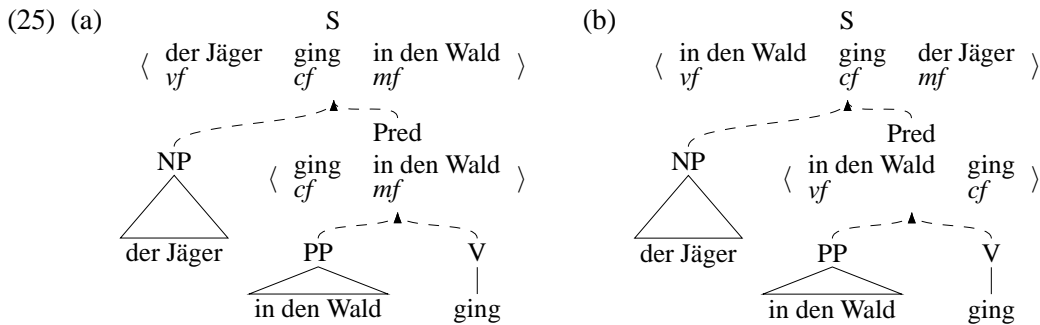 (25) (a) S (b) S
⟨ der Jäger ging in den Wald ⟩ ⟨ in den Wald ging der Jäger ⟩
vf cf mf vf cf mf
Pred Pred
NP ⟨ ging in den Wald ⟩ NP ⟨ in den Wald ging ⟩
cf mf vf cf
der Jäger PP V der Jäger PP V
in den Wald ging in den Wald ging